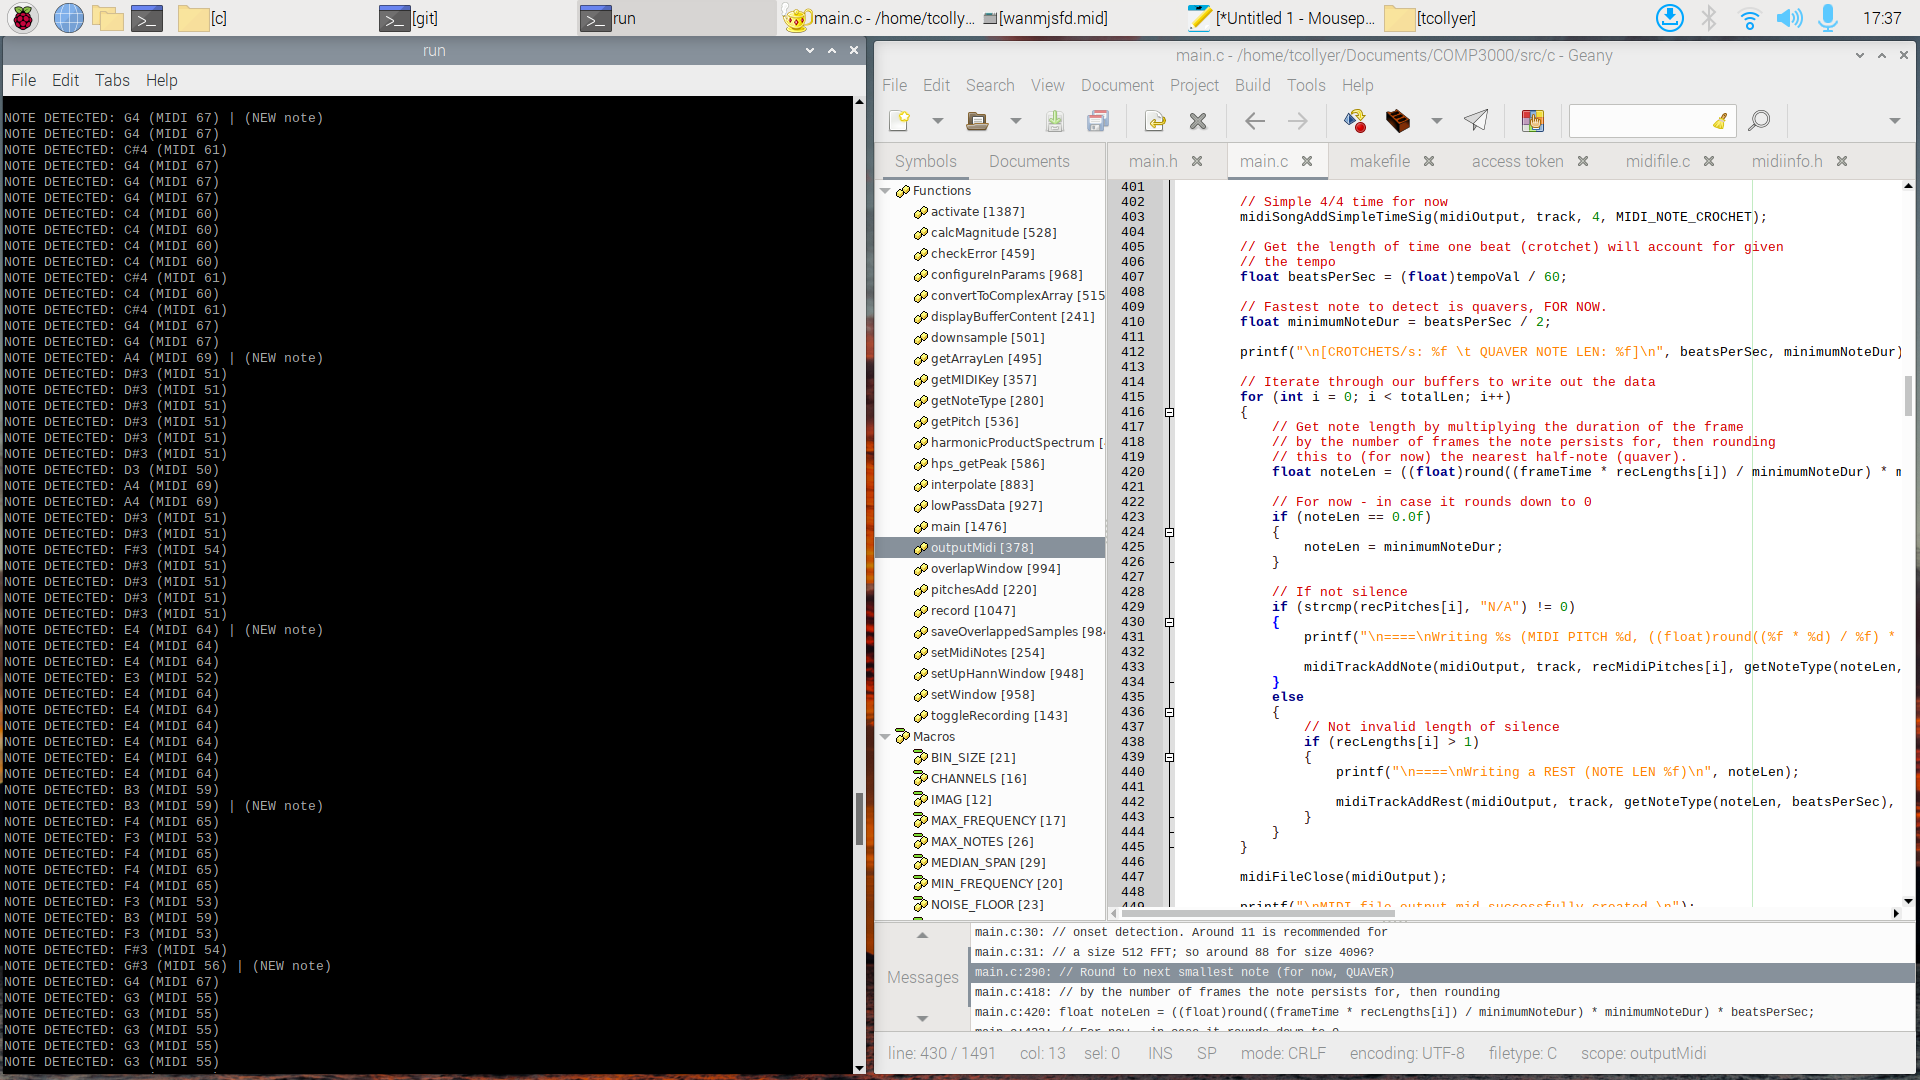 [c]
[git]
run
main.c - /home/tcolly...
[wanmjsfd.mid]
[*Untitled 1 - Mousep...
[tcollyer]
17:37
run
File Edit Tabs Help
NOTE DETECTED: G4 (MIDI 67) | (NEW note)
NOTE DETECTED: G4 (MIDI 67)
NOTE DETECTED: C#4 (MIDI 61)
NOTE DETECTED: G4 (MIDI 67)
NOTE DETECTED: G4 (MIDI 67)
NOTE DETECTED: G4 (MIDI 67)
NOTE DETECTED: C4 (MIDI 60)
NOTE DETECTED: C4 (MIDI 60)
NOTE DETECTED: C4 (MIDI 60)
NOTE DETECTED: C4 (MIDI 60)
NOTE DETECTED: C#4 (MIDI 61)
NOTE DETECTED: C4 (MIDI 60)
NOTE DETECTED: C#4 (MIDI 61)
NOTE DETECTED: G4 (MIDI 67)
NOTE DETECTED: G4 (MIDI 67)
NOTE DETECTED: A4 (MIDI 69) | (NEW note)
NOTE DETECTED: D#3 (MIDI 51)
NOTE DETECTED: D#3 (MIDI 51)
NOTE DETECTED: D#3 (MIDI 51)
NOTE DETECTED: D#3 (MIDI 51)
NOTE DETECTED: D#3 (MIDI 51)
NOTE DETECTED: D#3 (MIDI 51)
NOTE DETECTED: D3 (MIDI 50)
NOTE DETECTED: A4 (MIDI 69)
NOTE DETECTED: A4 (MIDI 69)
NOTE DETECTED: D#3 (MIDI 51)
NOTE DETECTED: D#3 (MIDI 51)
NOTE DETECTED: F#3 (MIDI 54)
NOTE DETECTED: D#3 (MIDI 51)
NOTE DETECTED: D#3 (MIDI 51)
NOTE DETECTED: D#3 (MIDI 51)
NOTE DETECTED: D#3 (MIDI 51)
NOTE DETECTED: E4 (MIDI 64) | (NEW note)
NOTE DETECTED: E4 (MIDI 64)
NOTE DETECTED: E4 (MIDI 64)
NOTE DETECTED: E3 (MIDI 52)
NOTE DETECTED: E4 (MIDI 64)
NOTE DETECTED: E4 (MIDI 64)
NOTE DETECTED: E4 (MIDI 64)
NOTE DETECTED: E4 (MIDI 64)
NOTE DETECTED: E4 (MIDI 64)
NOTE DETECTED: E4 (MIDI 64)
NOTE DETECTED: B3 (MIDI 59)
NOTE DETECTED: B3 (MIDI 59) | (NEW note)
NOTE DETECTED: F4 (MIDI 65)
NOTE DETECTED: F3 (MIDI 53)
NOTE DETECTED: F4 (MIDI 65)
NOTE DETECTED: F4 (MIDI 65)
NOTE DETECTED: F4 (MIDI 65)
NOTE DETECTED: F3 (MIDI 53)
NOTE DETECTED: B3 (MIDI 59)
NOTE DETECTED: F3 (MIDI 53)
NOTE DETECTED: F#3 (MIDI 54)
NOTE DETECTED: G#3 (MIDI 56) | (NEW note)
NOTE DETECTED: G4 (MIDI 67)
NOTE DETECTED: G3 (MIDI 55)
NOTE DETECTED: G3 (MIDI 55)
NOTE DETECTED: G3 (MIDI 55)
NOTE DETECTED: G3 (MIDI 55)
NOTE DETECTED: G3 (MIDI 55)
main.c - /home/tcollyer/Documents/COMP3000/src/c - Geany
File Edit Search View Document Project Build Tools Help
Symbols Documents
Functions
activate [1387]
calcMagnitude [528]
checkError [459]
configureInParams [968]
convertToComplexArray [515
displayBufferContent [241]
downsample [501]
getArrayLen [495]
getMIDIKey [357]
getNoteType [280]
getPitch [536]
harmonicProductSpectrum [
hps_getPeak [586]
interpolate [883]
lowPassData [927]
main [1476]
outputMidi [378]
overlapWindow [994]
pitchesAdd [220]
record [1047]
saveOverlappedSamples [984
setMidiNotes [254]
setUpHannWindow [948]
setWindow [958]
toggleRecording [143]
Macros
BIN_SIZE [21]
CHANNELS [16]
IMAG [12]
MAX_FREQUENCY [17]
MAX_NOTES [26]
MEDIAN_SPAN [29]
MIN_FREQUENCY [20]
NOISE_FLOOR [23]
main.h main.c makefile access token midifile.c midiinfo.h
401
402 // Simple 4/4 time for now
403 midiSongAddSimpleTimeSig(midiOutput, track, 4, MIDI_NOTE_CROCHET);
404
405 // Get the length of time one beat (crotchet) will account for given
406 // the tempo
407 float beatsPerSec = (float)tempoVal / 60;
408
409 // Fastest note to detect is quavers, FOR NOW.
410 float minimumNoteDur = beatsPerSec / 2;
411
412 printf("\n[CROTCHETS/s: %f \t QUAVER NOTE LEN: %f]\n", beatsPerSec, minimumNoteDur)
413
414 // Iterate through our buffers to write out the data
415 for (int i = 0; i < totalLen; i++)
416 {
417 // Get note length by multiplying the duration of the frame
418 // by the number of frames the note persists for, then rounding
419 // this to (for now) the nearest half-note (quaver).
420 float noteLen = ((float)round((frameTime * recLengths[i]) / minimumNoteDur) * m
421
422 // For now - in case it rounds down to 0
423 if (noteLen == 0.0f)
424 {
425 noteLen = minimumNoteDur;
426 }
427
428 // If not silence
429 if (strcmp(recPitches[i], "N/A") != 0)
430 {
431 printf("\n====\nWriting %s (MIDI PITCH %d, ((float)round((%f * %d) / %f) *
432
433 midiTrackAddNote(midiOutput, track, recMidiPitches[i], getNoteType(noteLen,
434 }
435 else
436 {
437 // Not invalid length of silence
438 if (recLengths[i] > 1)
439 {
440 printf("\n====\nWriting a REST (NOTE LEN %f)\n", noteLen);
441
442 midiTrackAddRest(midiOutput, track, getNoteType(noteLen, beatsPerSec),
443 }
444 }
445 }
446
447 midiFileClose(midiOutput);
448
449 printf("\nMIDI file output.mid successfully created.\n");
Messages
main.c:30: // onset detection. Around 11 is recommended for
main.c:31: // a size 512 FFT; so around 88 for size 4096?
main.c:290: // Round to next smallest note (for now, QUAVER)
main.c:418: // by the number of frames the note persists for, then rounding
main.c:420: float noteLen = ((float)round((frameTime * recLengths[i]) / minimumNoteDur) * minimumNoteDur) * beatsPerSec;
main.c:422: // For now - in case it rounds down to 0
line: 430 / 1491 col: 13 sel: 0 INS SP mode: CRLF encoding: UTF-8 filetype: C scope: outputMidi